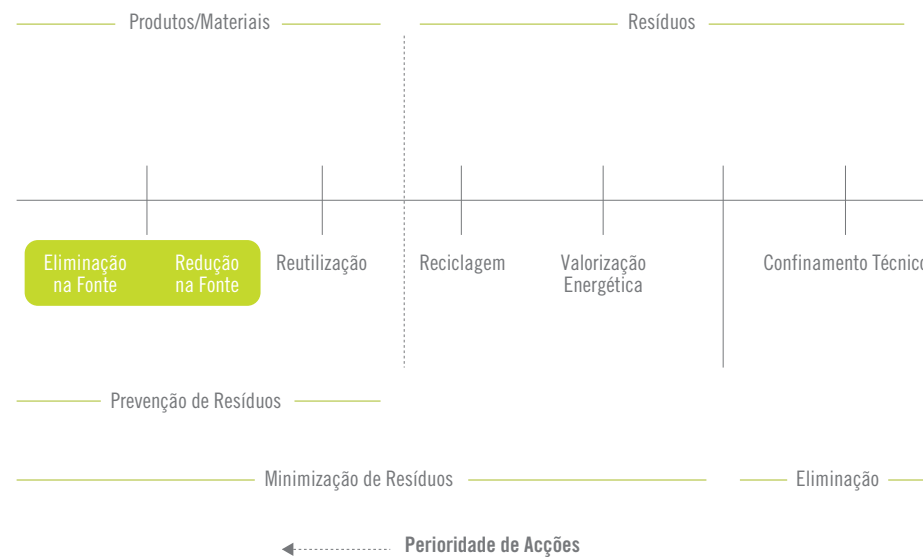 Produtos/Materiais
Resíduos
Eliminação
na Fonte
Redução
na Fonte
Reutilização
Reciclagem
Valorização
Energética
Confinamento Técnico
Prevenção de Resíduos
Minimização de Resíduos
Eliminação
Perioridade de Acções